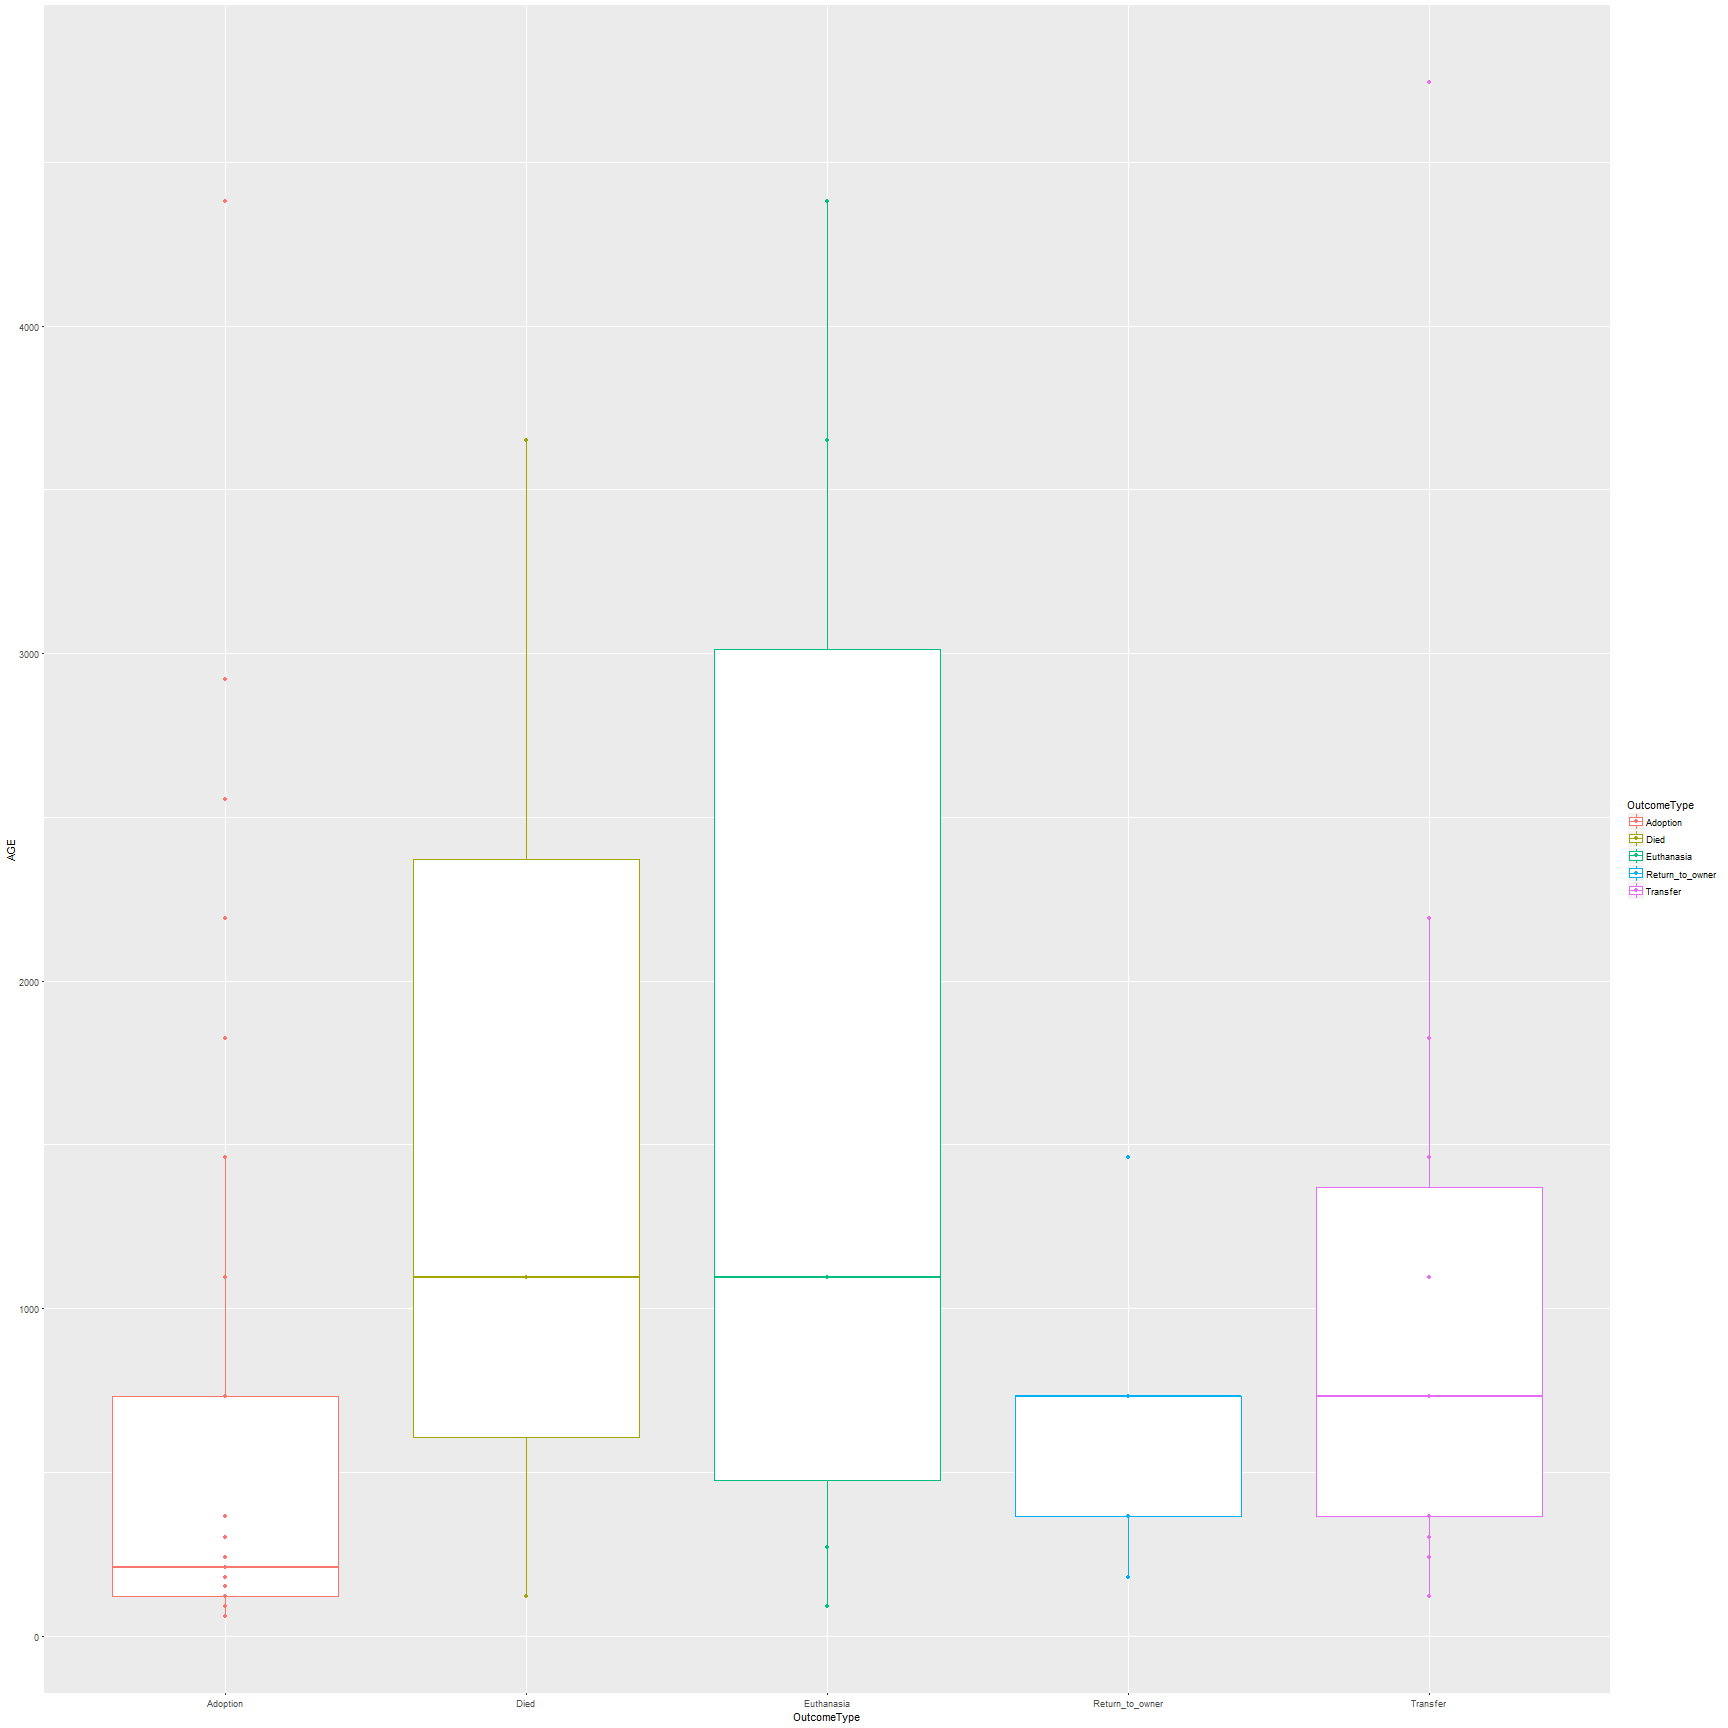 AGE
4000
3000
2000
1000
0
Adoption
Died
Euthanasia
Return_to_owner
Transfer
OutcomeType
OutcomeType
Adoption
Died
Euthanasia
Return_to_owner
Transfer